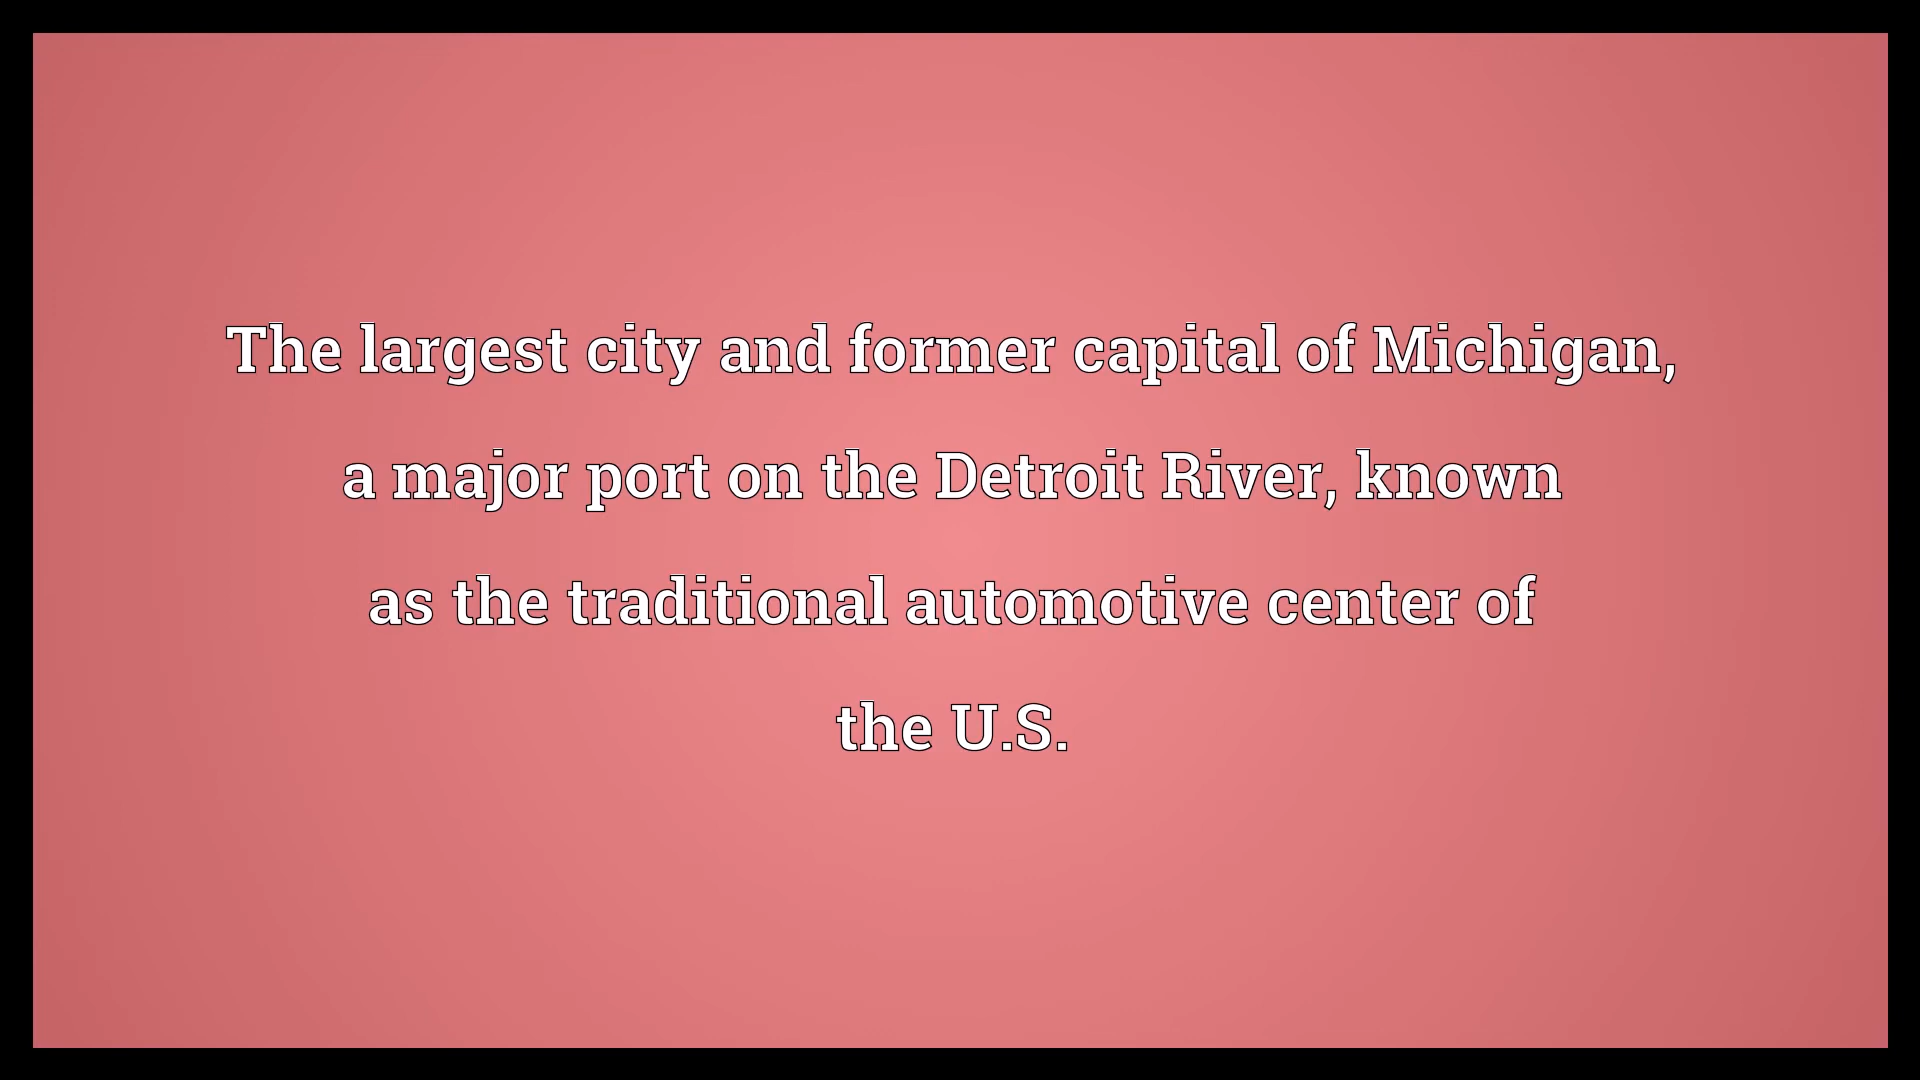 The largest city and former capital of Michigan,
a major port on the Detroit River, known
as the traditional automotive center of
the U.S.